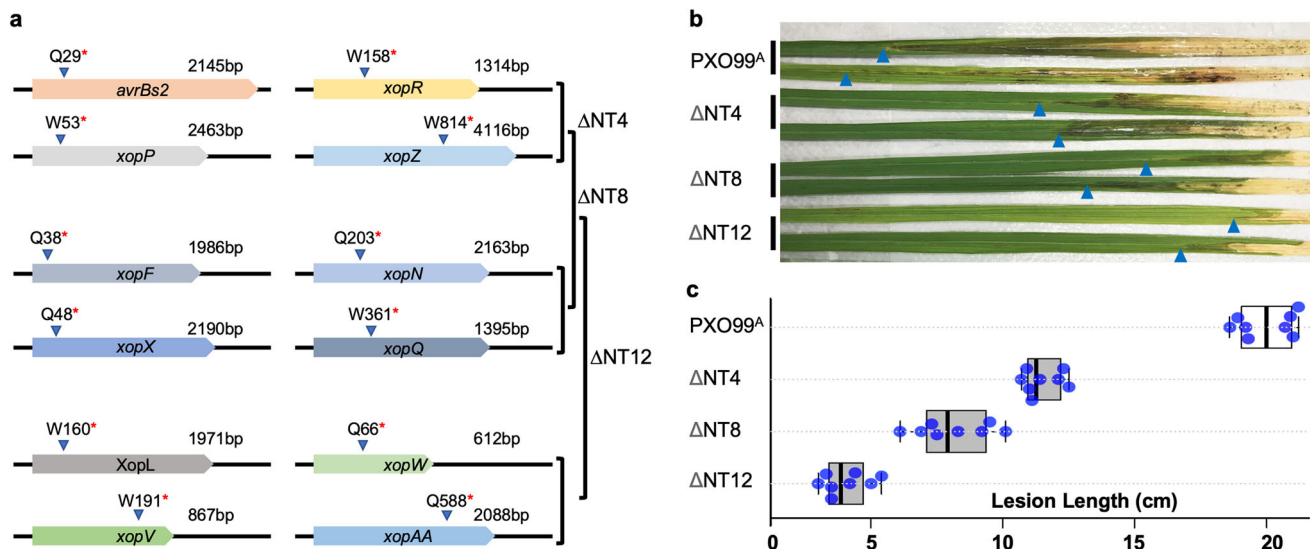 a
Q29*
2145bp
avrBs2
W158*
1314bp
xopR
W53*
2463bp
xopP
W814*
4116bp
xopZ
ΔNT4
ΔNT8
Q38*
1986bp
xopF
Q203*
2163bp
xopN
Q48*
2190bp
xopX
W361*
1395bp
xopQ
ΔNT12
W160*
1971bp
XopL
Q66*
612bp
xopW
W191*
867bp
xopV
Q588*
2088bp
xopAA
b
PXO99ᴬ
ΔNT4
ΔNT8
ΔNT12
c
PXO99ᴬ
ΔNT4
ΔNT8
ΔNT12
Lesion Length (cm)
0 5 10 15 20